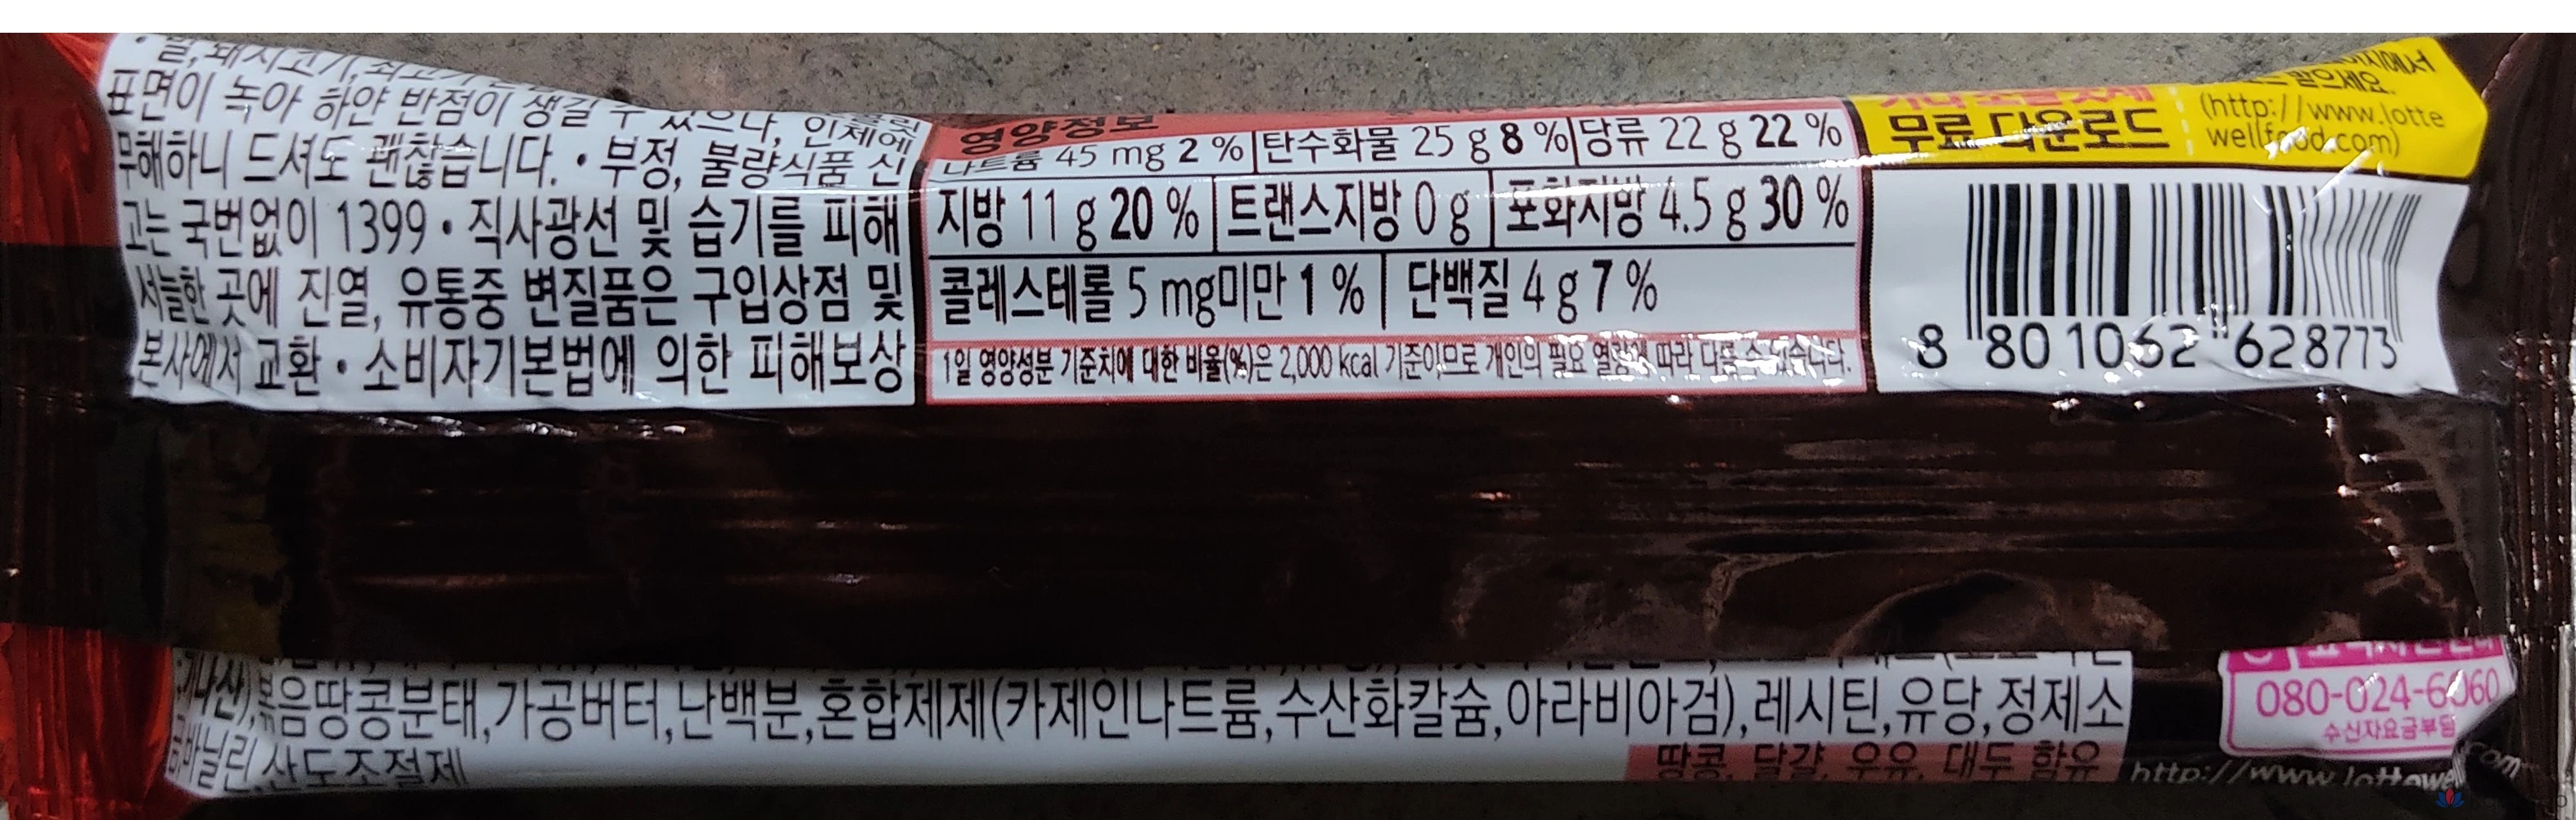 표면이 녹아 하얀 반점이 생길 수 있으나, 인체에
무해하니 드셔도 괜찮습니다. • 부정, 불량식품 신
고는 국번없이 1399 • 직사광선 및 습기를 피해
서늘한 곳에 진열, 유통중 변질품은 구입상점 및
본사에서 교환 • 소비자기본법에 의한 피해보상
영양정보
나트륨 45 mg 2 % 탄수화물 25 g 8 % 당류 22 g 22 %
지방 11 g 20 % 트랜스지방 0 g 포화지방 4.5 g 30 %
콜레스테롤 5 mg미만 1 % 단백질 4 g 7 %
1일 영양성분 기준치에 대한 비율(%)은 2,000 kcal 기준이므로 개인의 필요 열량에 따라 다를 수 있습니다.
받으세요.
무료 다운로드
(http://www.lotte
wellfood.com)
8 801062 628773
볶음땅콩분태,가공버터,난백분,혼합제제(카제인나트륨,수산화칼슘,아라비아검),레시틴,유당,정제소
금,바닐린,산도조절제
땅콩, 달걀, 우유, 대두 함유
080-024-6060
수신자요금부담